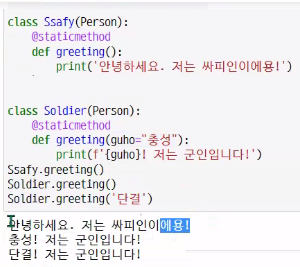 class Ssafy(Person):
    @staticmethod
    def greeting():
        print('안녕하세요. 저는 싸피인이에용!')
class Soldier(Person):
    @staticmethod
    def greeting(guho="충성"):
        print(f'{guho}! 저는 군인입니다!')
Ssafy.greeting()
Soldier.greeting()
Soldier.greeting('단결')
안녕하세요. 저는 싸피인이에용!
충성! 저는 군인입니다!
단결! 저는 군인입니다!